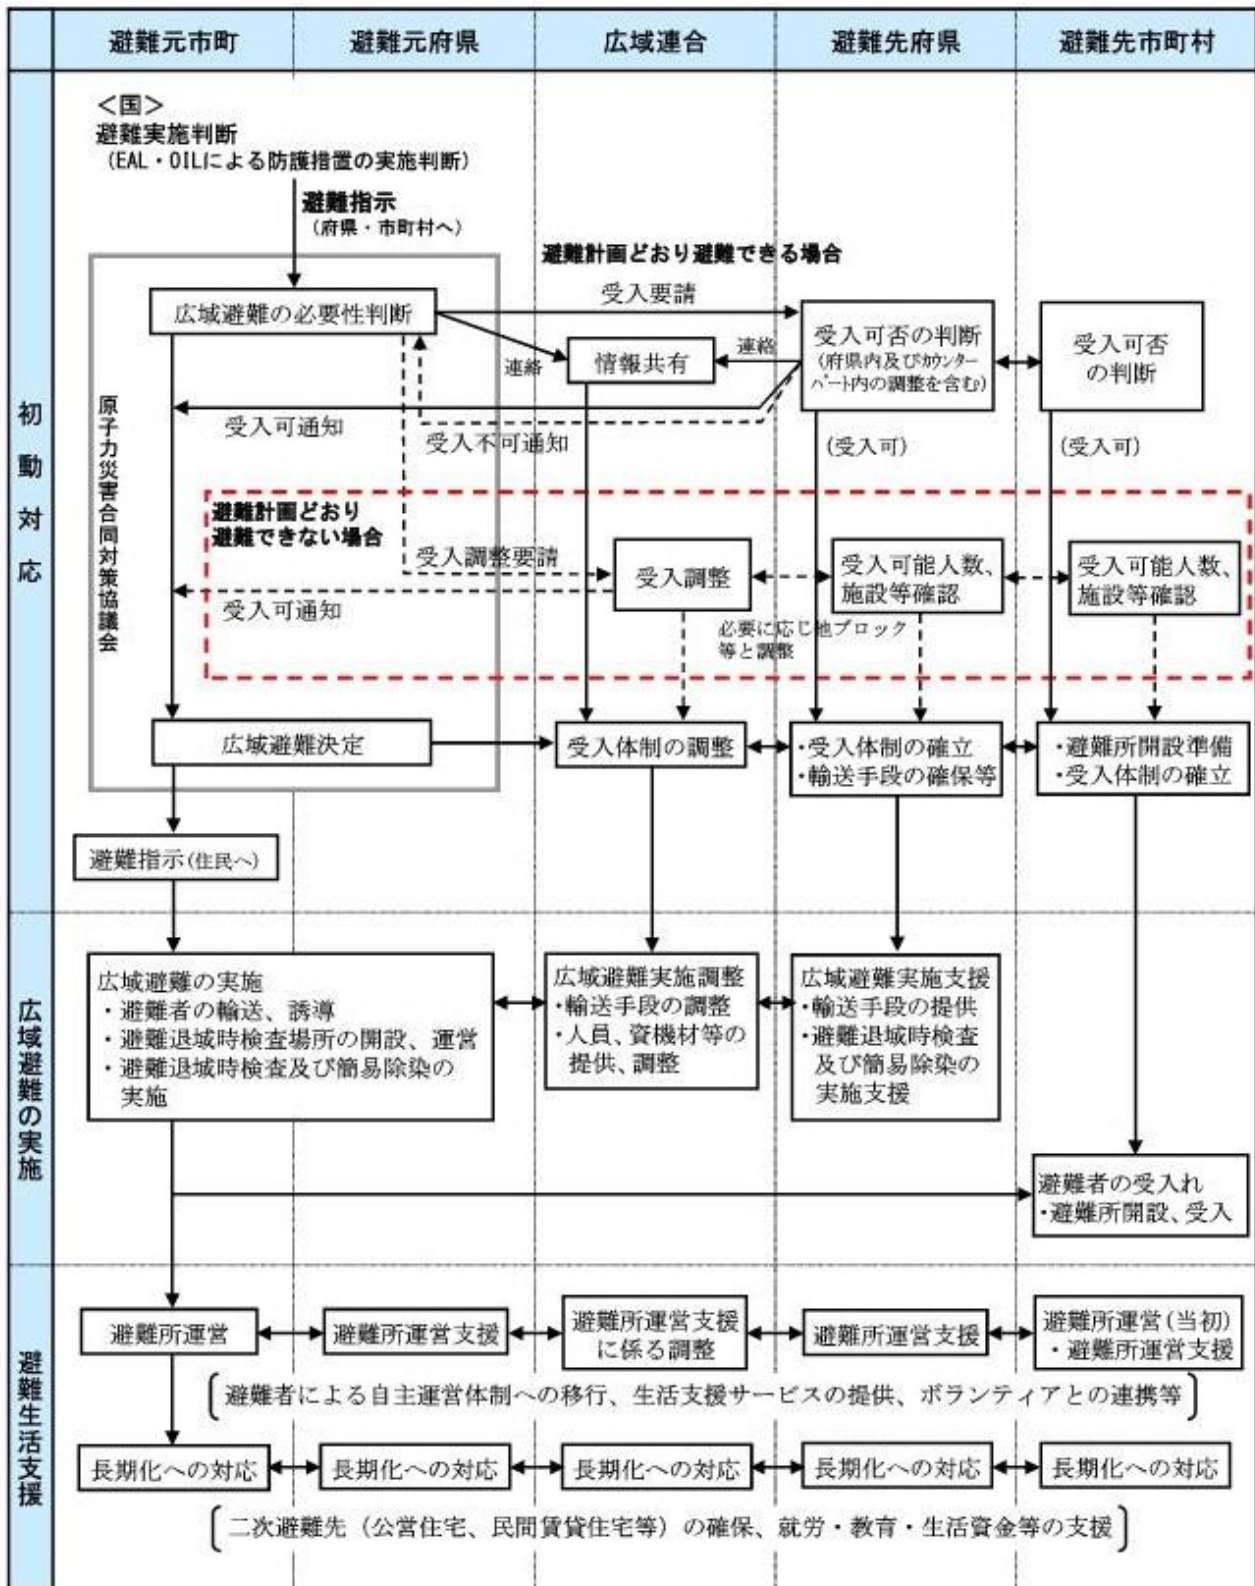 避難元市町
避難元府県
広域連合
避難先府県
避難先市町村
初動対応
＜国＞
避難実施判断
（EAL・OILによる防護措置の実施判断）
避難指示
（府県・市町村へ）
避難計画どおり避難できる場合
広域避難の必要性判断
受入要請
連絡
情報共有
連絡
受入可否の判断
（府県内及びカウンター
パート内の調整を含む）
受入可否
の判断
原子力災害合同対策協議会
受入可通知
受入不可通知
(受入可)
(受入可)
避難計画どおり
避難できない場合
受入調整要請
受入調整
受入可能人数、
施設等確認
受入可能人数、
施設等確認
受入可通知
必要に応じ他ブロック
等と調整
広域避難決定
受入体制の調整
・受入体制の確立
・輸送手段の確保等
・避難所開設準備
・受入体制の確立
避難指示(住民へ)
広域避難の実施
広域避難の実施
・避難者の輸送、誘導
・避難退域時検査場所の開設、運営
・避難退域時検査及び簡易除染の
実施
広域避難実施調整
・輸送手段の調整
・人員、資機材等の
提供、調整
広域避難実施支援
・輸送手段の提供
・避難退域時検査
及び簡易除染の
実施支援
避難者の受入れ
・避難所開設、受入
避難生活支援
避難所運営
避難所運営支援
避難所運営支援
に係る調整
避難所運営支援
避難所運営(当初)
・避難所運営支援
避難者による自主運営体制への移行、生活支援サービスの提供、ボランティアとの連携等
長期化への対応
長期化への対応
長期化への対応
長期化への対応
長期化への対応
二次避難先（公営住宅、民間賃貸住宅等）の確保、就労・教育・生活資金等の支援